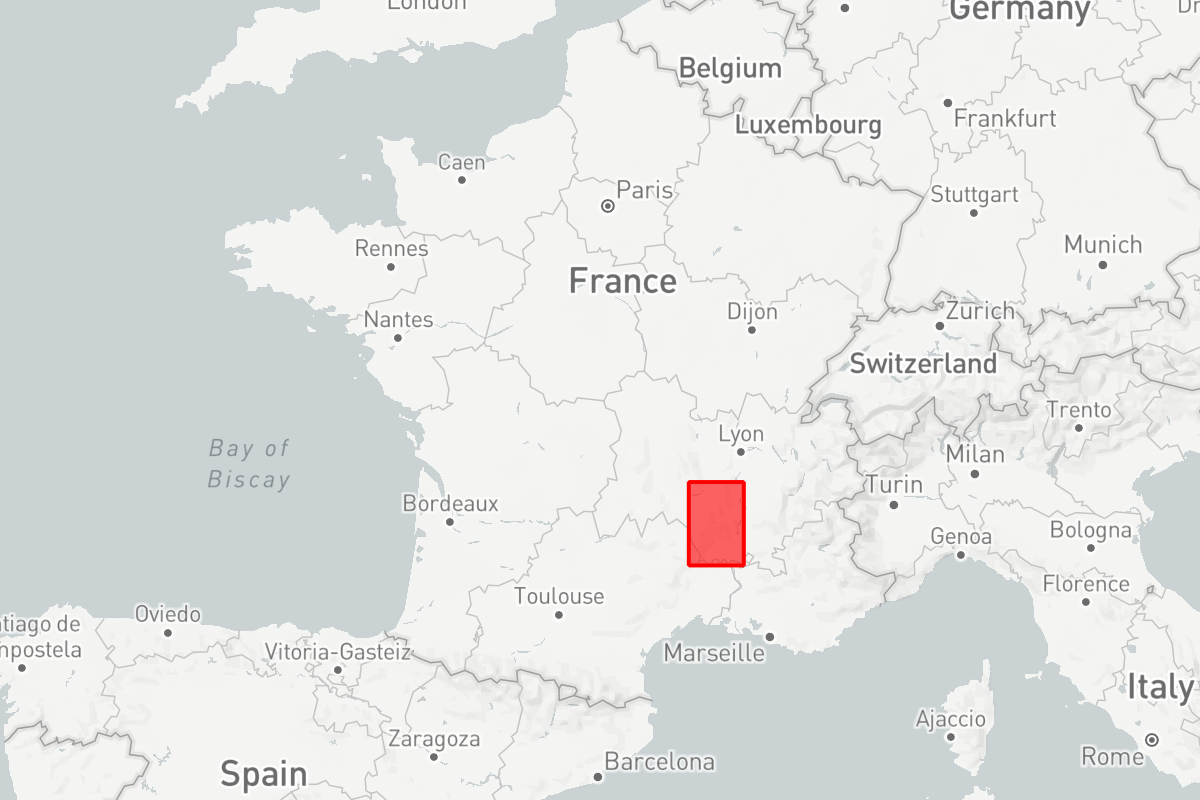 London
Germany
Dr
Belgium
Luxembourg
Frankfurt
Caen
Paris
Stuttgart
Rennes
Munich
France
Nantes
Dijon
Zurich
Switzerland
Trento
Bay of
Biscay
Lyon
Milan
Turin
Bordeaux
Genoa
Bologna
Florence
Toulouse
Oviedo
tiago de
mpostela
Vitoria-Gasteiz
Marseille
Italy
Ajaccio
Zaragoza
Rome
Barcelona
Spain